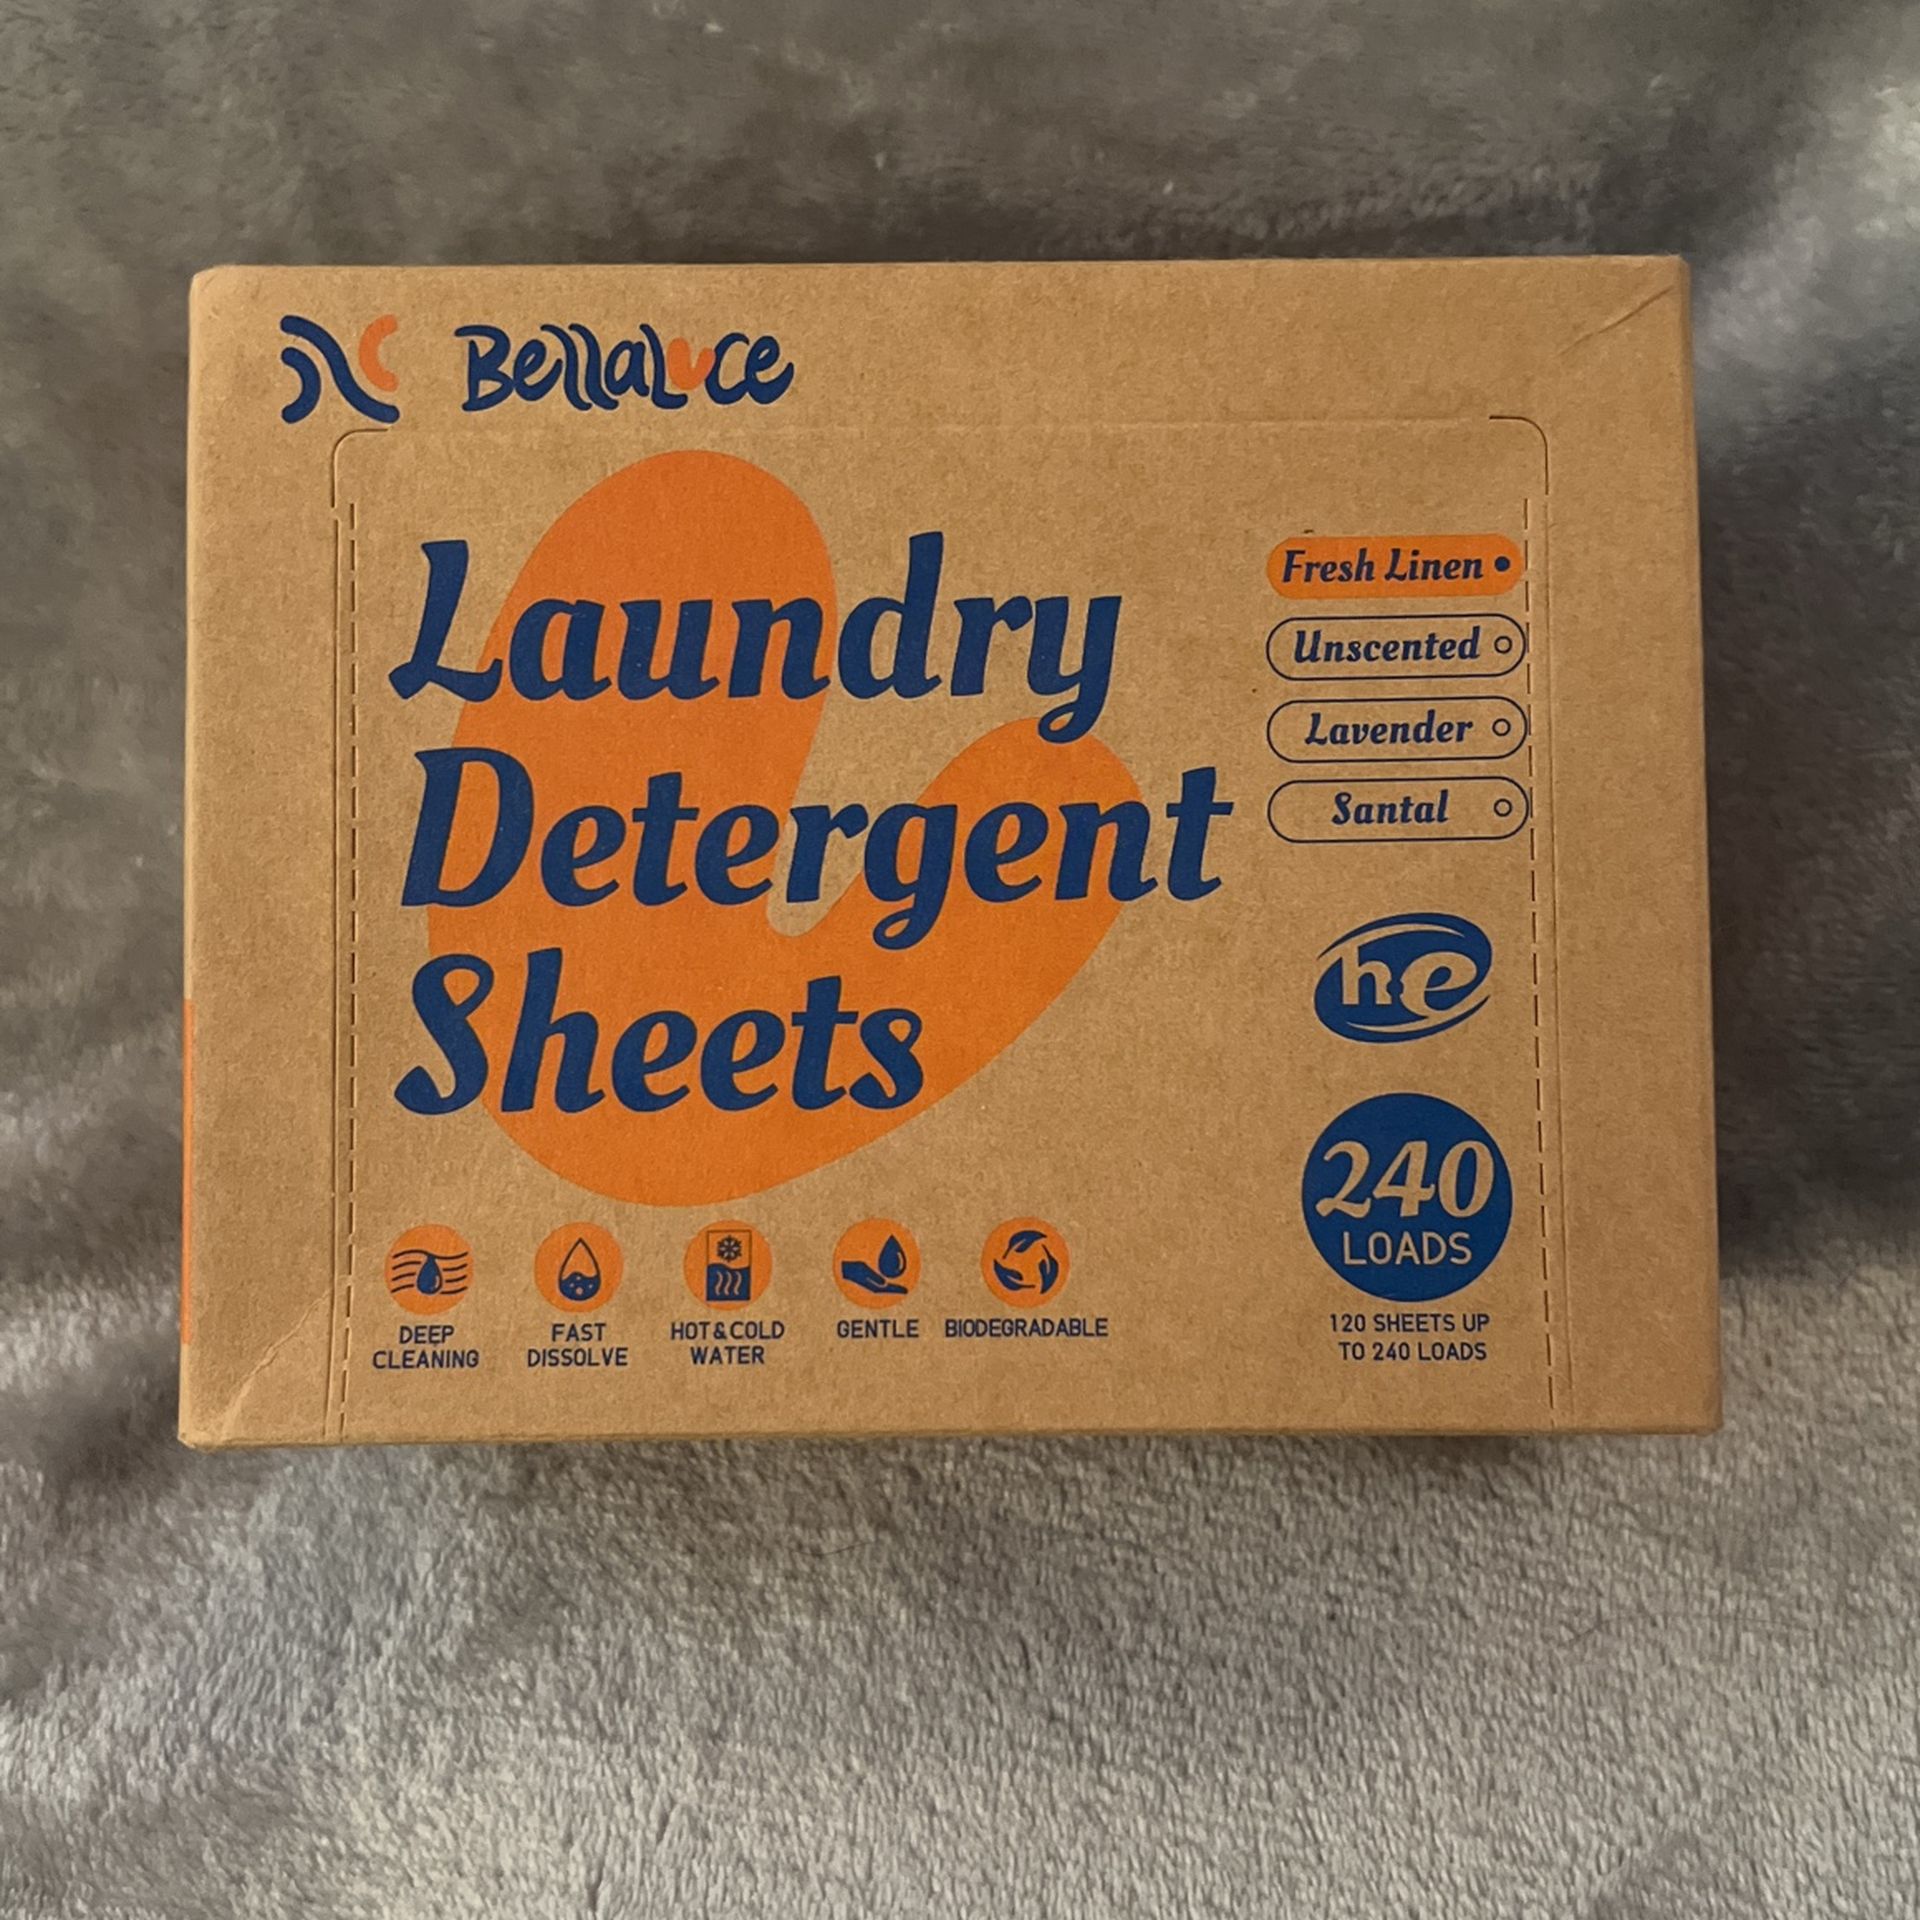 Bellaluce
Laundry
Detergent
Sheets
Fresh Linen
Unscented
Lavender
Santal
he
240
LOADS
120 SHEETS UP
TO 240 LOADS
DEEP
CLEANING
FAST
DISSOLVE
HOT & COLD
WATER
GENTLE
BIODEGRADABLE